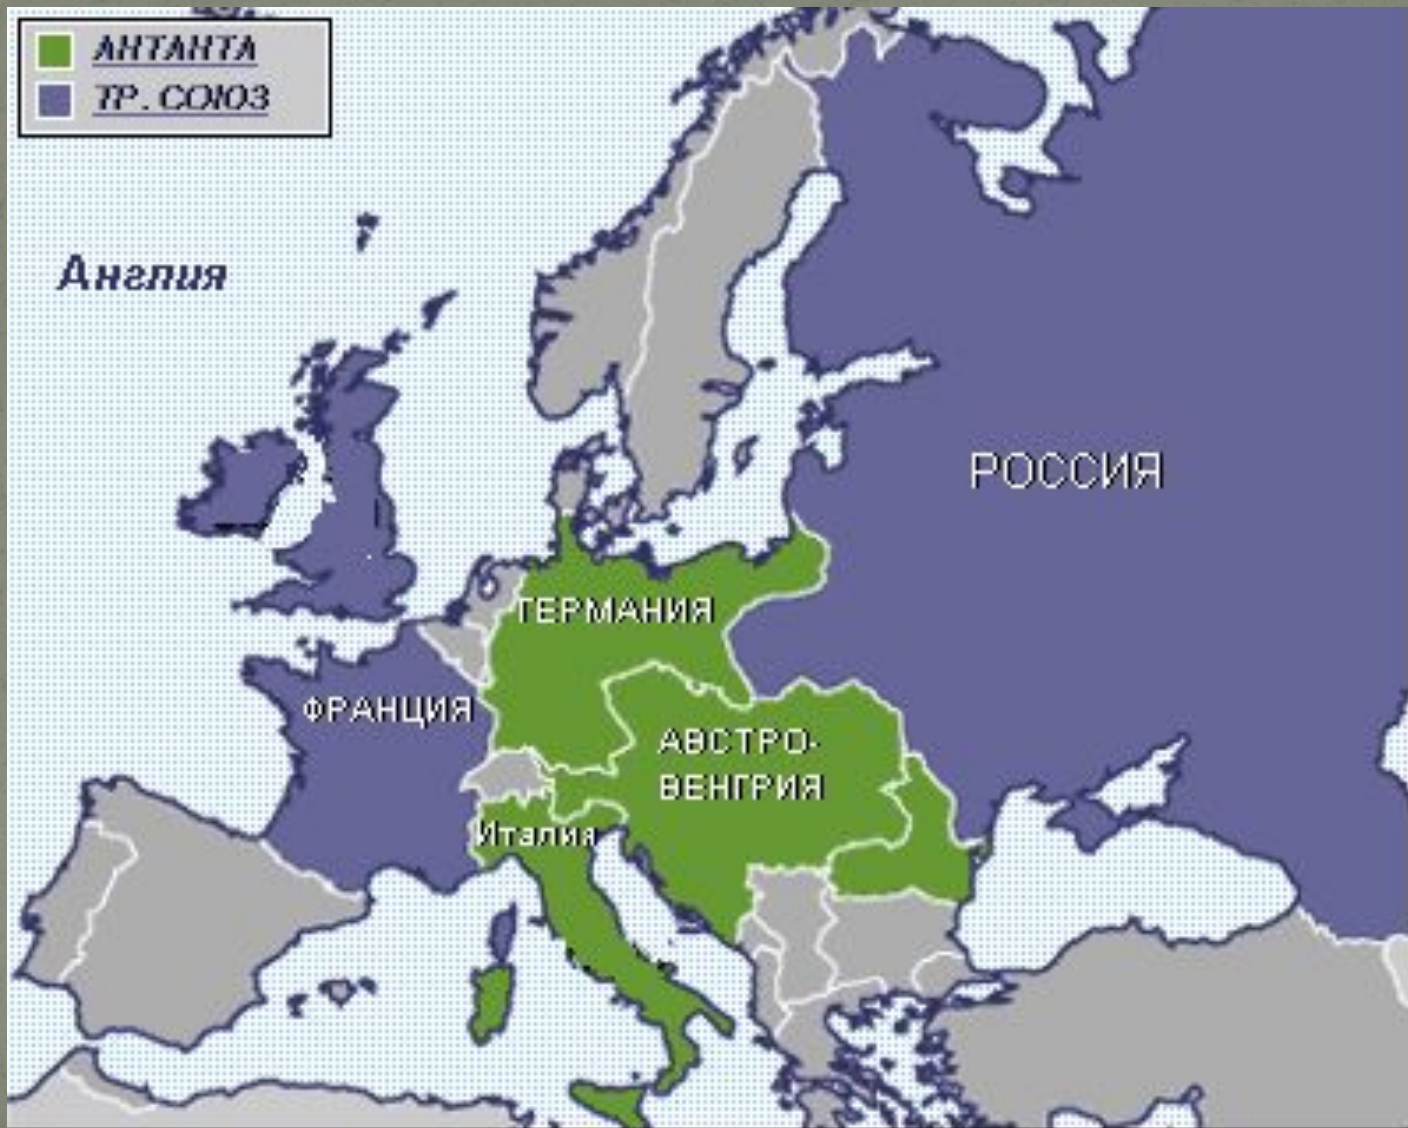 АНТАНТА
ТР. СОЮЗ
Англия
РОССИЯ
ГЕРМАНИЯ
ФРАНЦИЯ
АВСТРО-
ВЕНГРИЯ
Италия